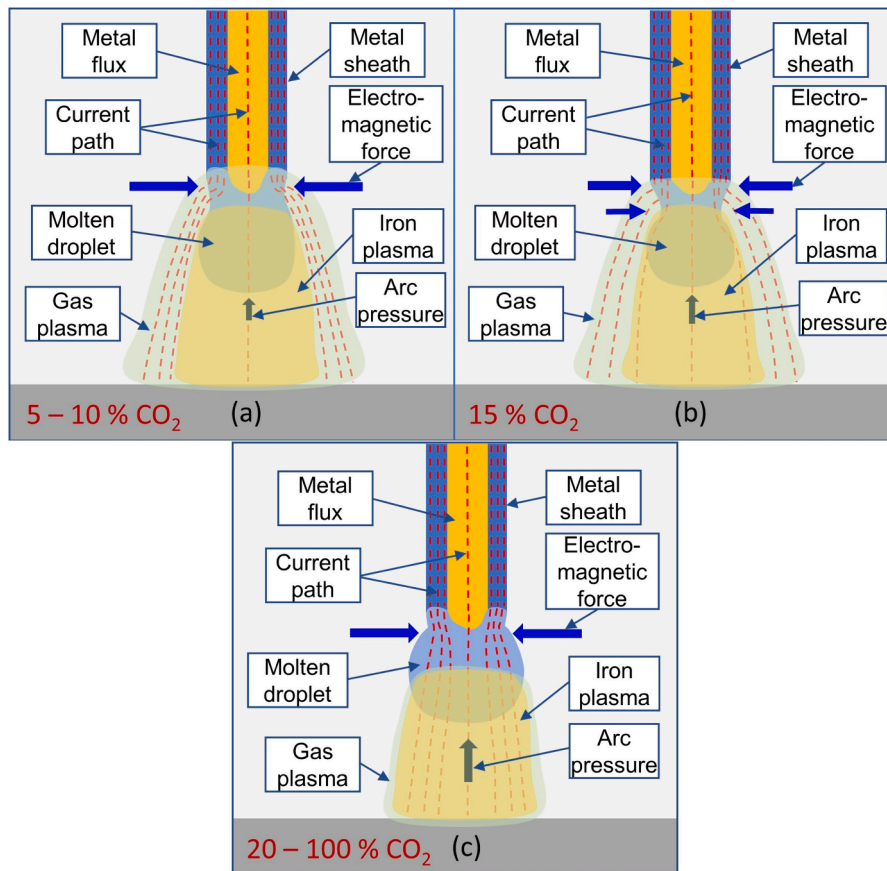 Metal
flux
Metal
sheath
Current
path
Electro-
magnetic
force
Molten
droplet
Iron
plasma
Gas
plasma
Arc
pressure
5 – 10 % CO₂
(a)
Metal
flux
Metal
sheath
Current
path
Electro-
magnetic
force
Molten
droplet
Iron
plasma
Gas
plasma
Arc
pressure
15 % CO₂
(b)
Metal
flux
Metal
sheath
Current
path
Electro-
magnetic
force
Molten
droplet
Iron
plasma
Gas
plasma
Arc
pressure
20 – 100 % CO₂
(c)